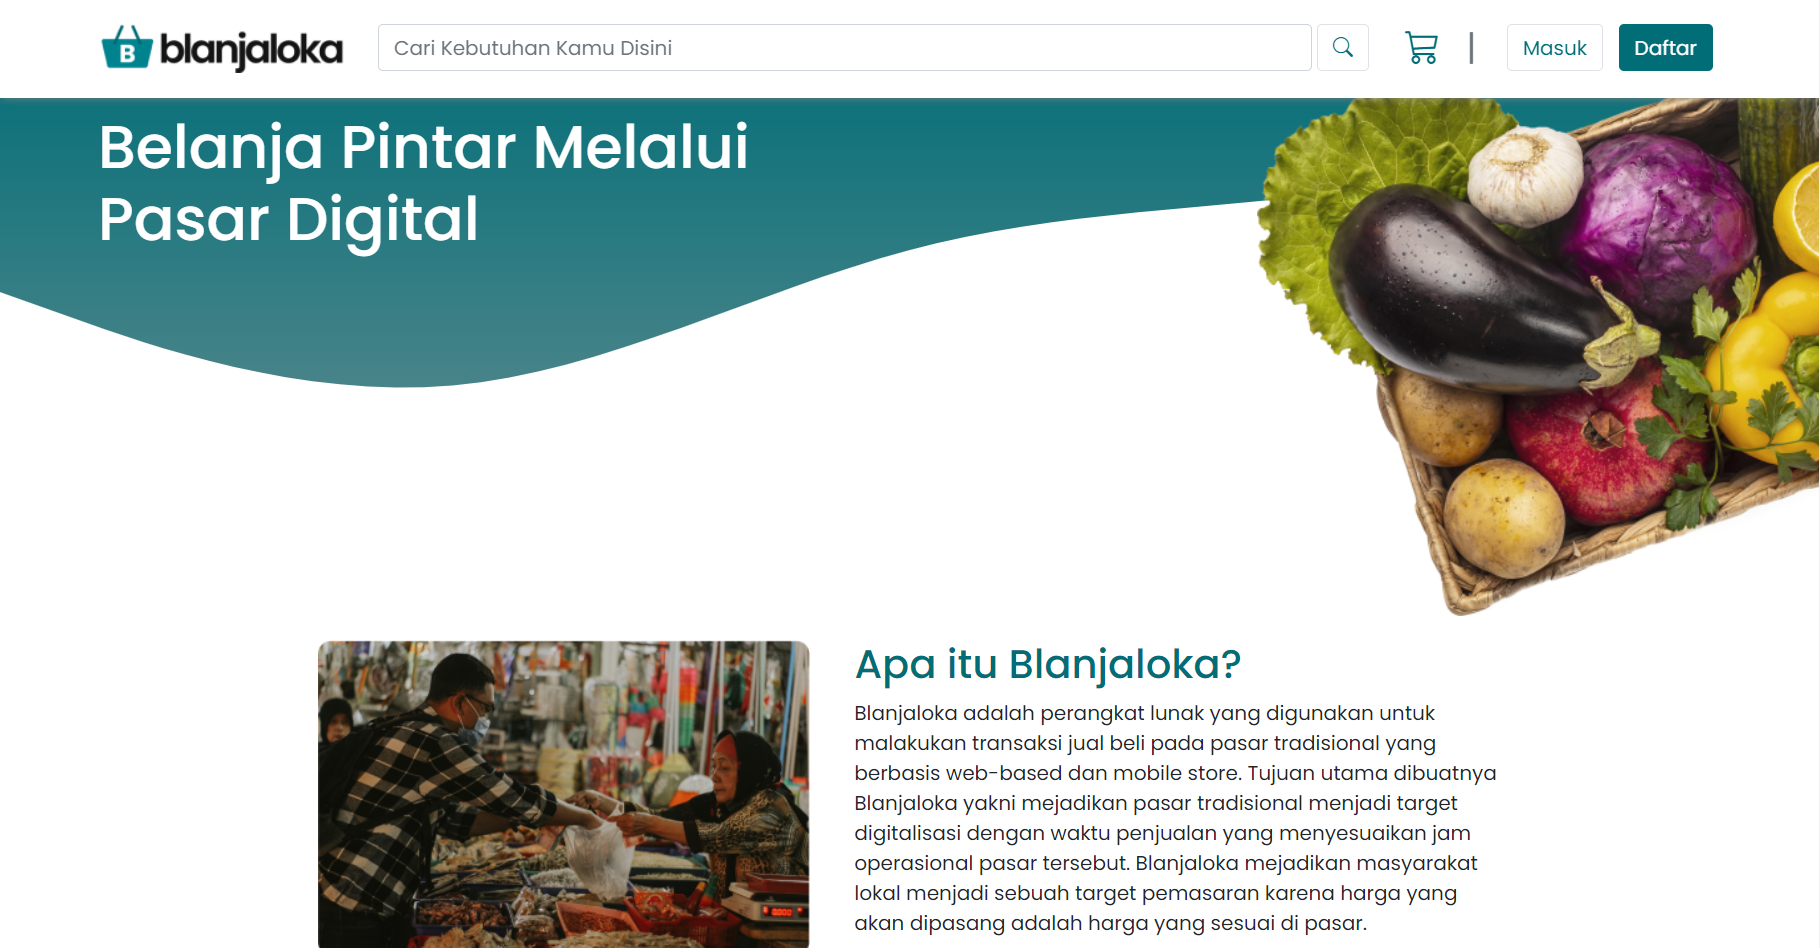 B blanjaloka
Cari Kebutuhan Kamu Disini
Masuk
Daftar
Belanja Pintar Melalui
Pasar Digital
Apa itu Blanjaloka?
Blanjaloka adalah perangkat lunak yang digunakan untuk
malakukan transaksi jual beli pada pasar tradisional yang
berbasis web-based dan mobile store. Tujuan utama dibuatnya
Blanjaloka yakni mejadikan pasar tradisional menjadi target
digitalisasi dengan waktu penjualan yang menyesuaikan jam
operasional pasar tersebut. Blanjaloka mejadikan masyarakat
lokal menjadi sebuah target pemasaran karena harga yang
akan dipasang adalah harga yang sesuai di pasar.